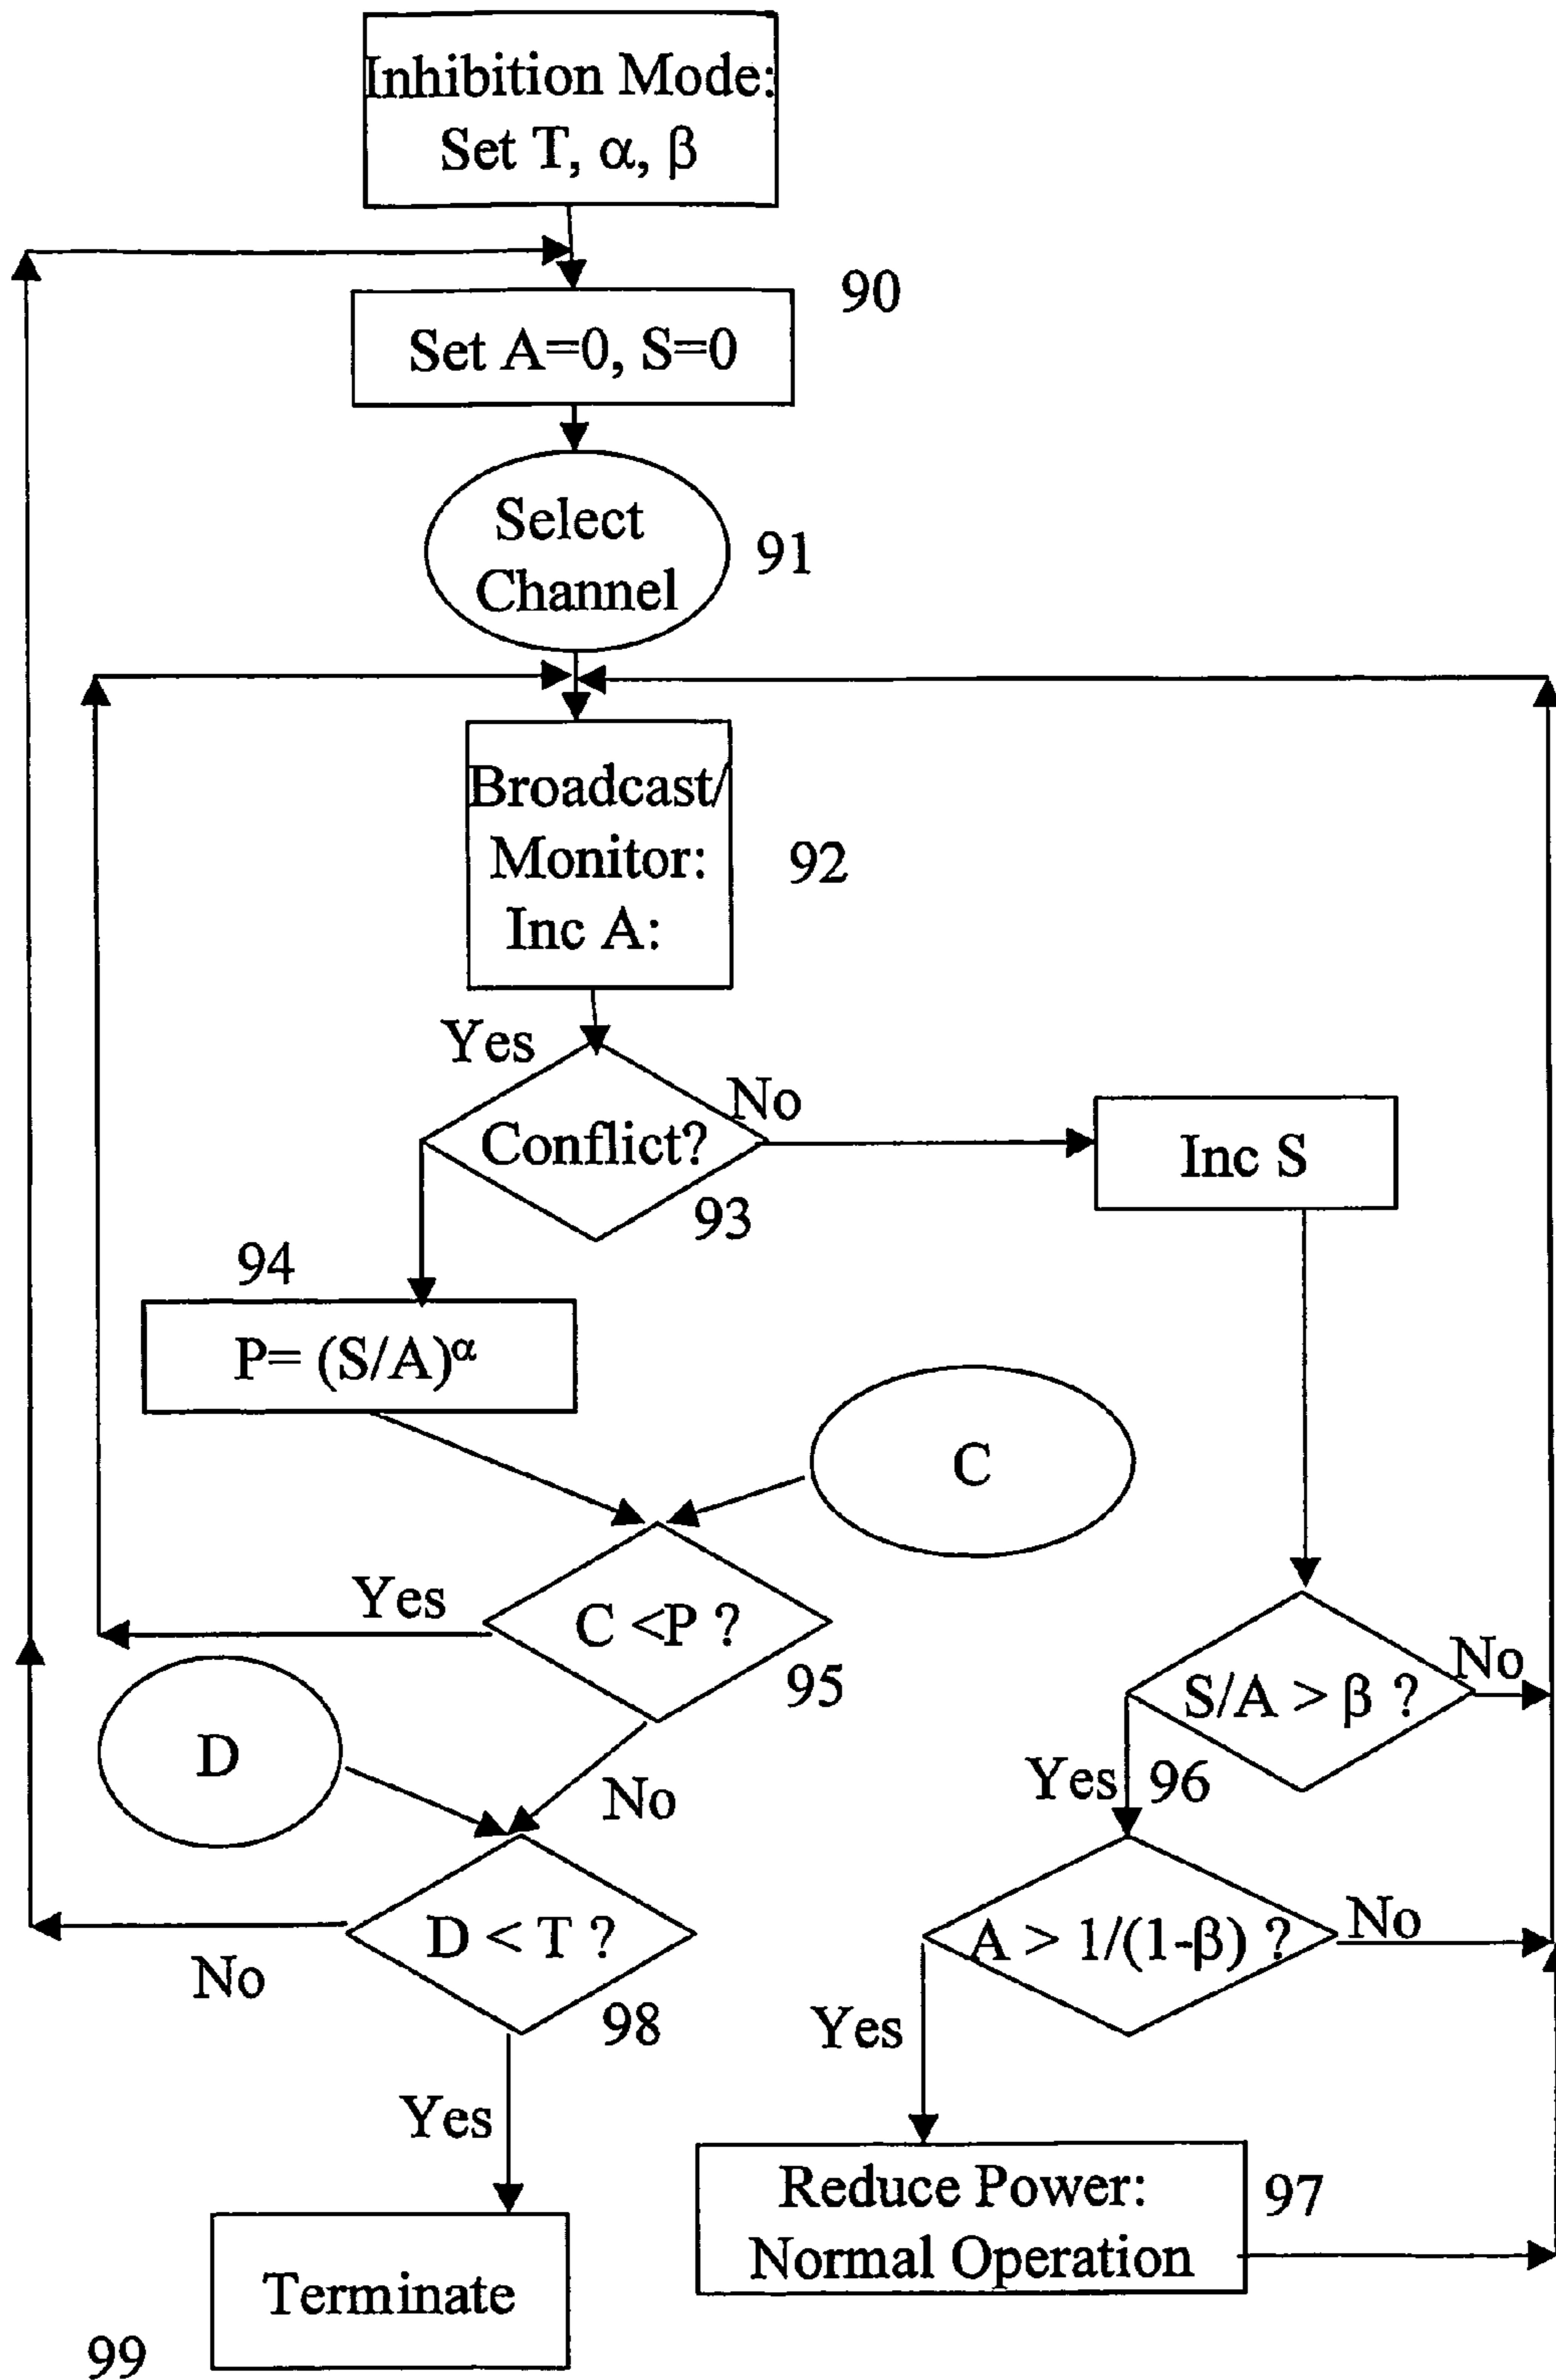 Inhibition Mode:
Set T, α, β
90
Set A=0, S=0
Select
Channel
91
Broadcast/
Monitor:
Inc A:
92
Yes
No
Conflict?
93
Inc S
94
P= (S/A)^α
C
Yes
C <P ?
95
No
S/A > β ?
D
No
Yes
96
D < T ?
No
98
A > 1/(1-β) ?
No
Yes
Yes
Reduce Power:
Normal Operation
97
Terminate
99